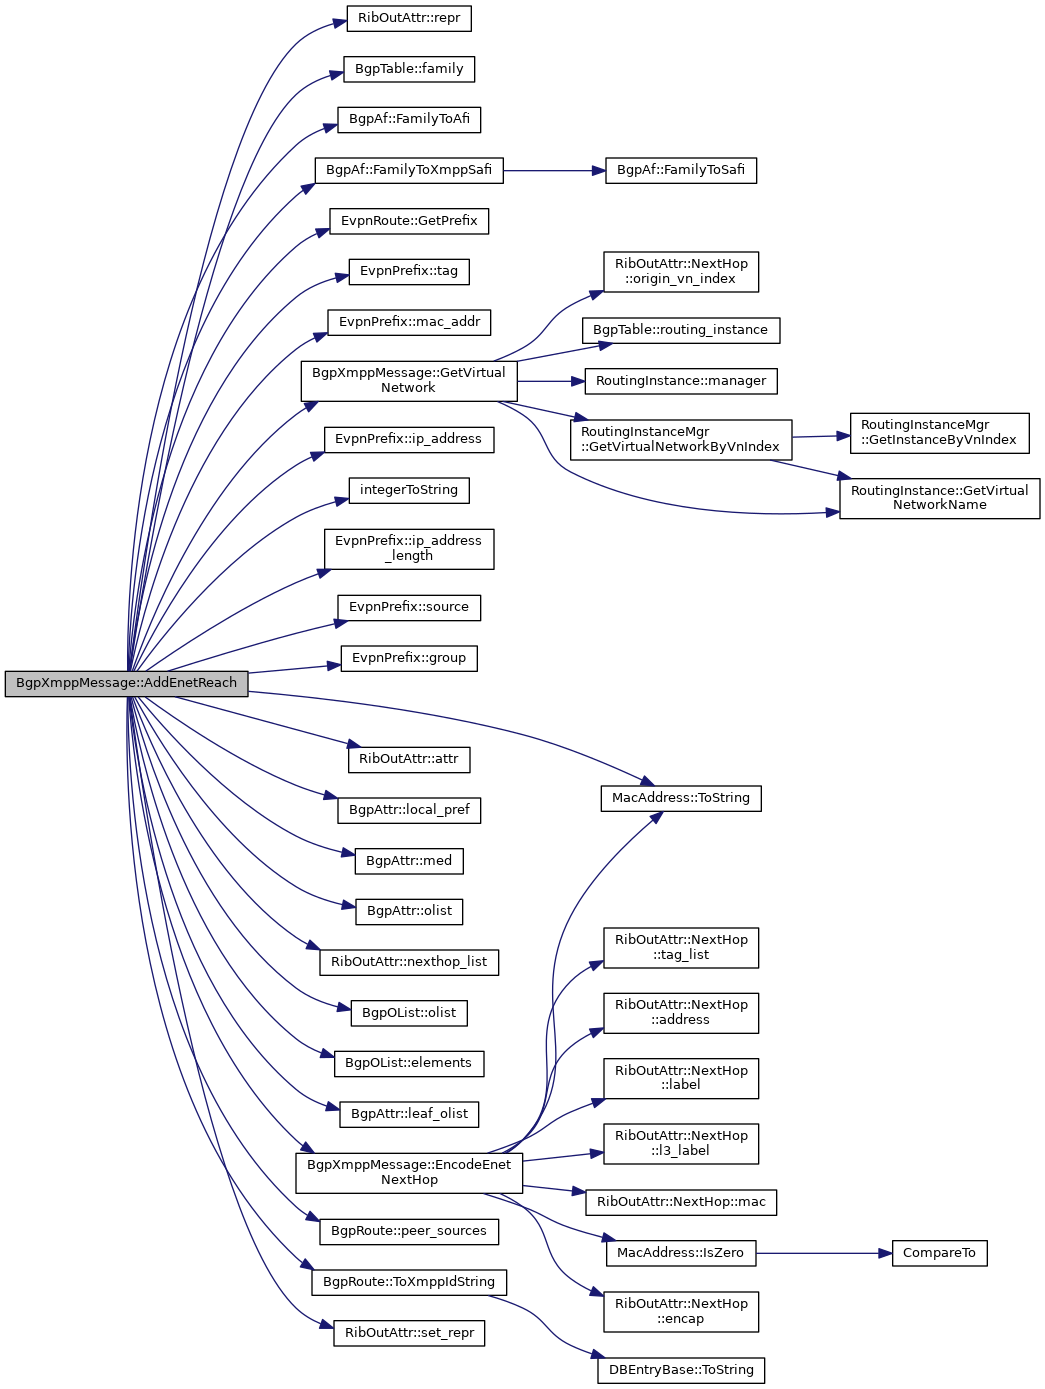 RibOutAttr::repr
BgpTable::family
BgpAf::FamilyToAfi
BgpAf::FamilyToXmppSafi
BgpAf::FamilyToSafi
EvpnRoute::GetPrefix
EvpnPrefix::tag
RibOutAttr::NextHop
::origin_vn_index
EvpnPrefix::mac_addr
BgpTable::routing_instance
BgpXmppMessage::GetVirtual
Network
RoutingInstance::manager
EvpnPrefix::ip_address
RoutingInstanceMgr
::GetVirtualNetworkByVnIndex
RoutingInstanceMgr
::GetInstanceByVnIndex
integerToString
RoutingInstance::GetVirtual
NetworkName
EvpnPrefix::ip_address
_length
EvpnPrefix::source
EvpnPrefix::group
BgpXmppMessage::AddEnetReach
RibOutAttr::attr
MacAddress::ToString
BgpAttr::local_pref
BgpAttr::med
BgpAttr::olist
RibOutAttr::nexthop_list
RibOutAttr::NextHop
::tag_list
BgpOList::olist
RibOutAttr::NextHop
::address
BgpOList::elements
RibOutAttr::NextHop
::label
BgpAttr::leaf_olist
RibOutAttr::NextHop
::l3_label
BgpXmppMessage::EncodeEnet
NextHop
RibOutAttr::NextHop::mac
BgpRoute::peer_sources
MacAddress::IsZero
CompareTo
BgpRoute::ToXmppIdString
RibOutAttr::NextHop
::encap
RibOutAttr::set_repr
DBEntryBase::ToString